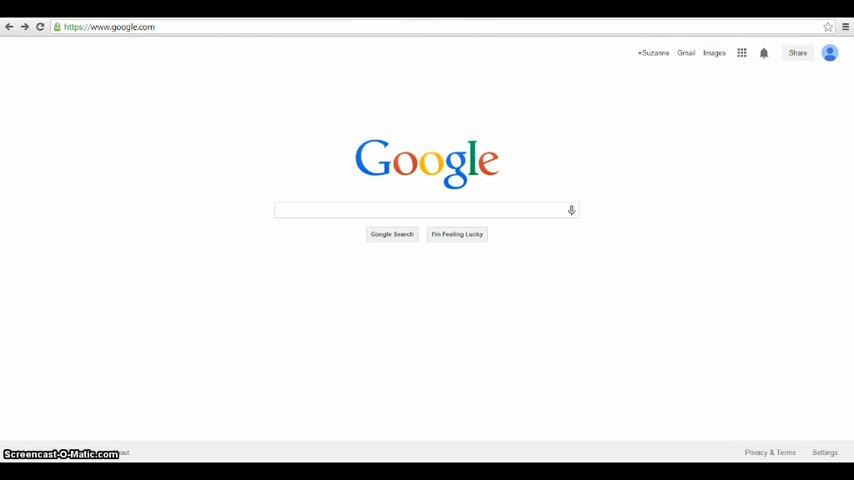 https://www.google.com
+Suzanne Gmail Images Share
Google
Google Search I'm Feeling Lucky
Screencast-O-Matic.com
Privacy & Terms Settings